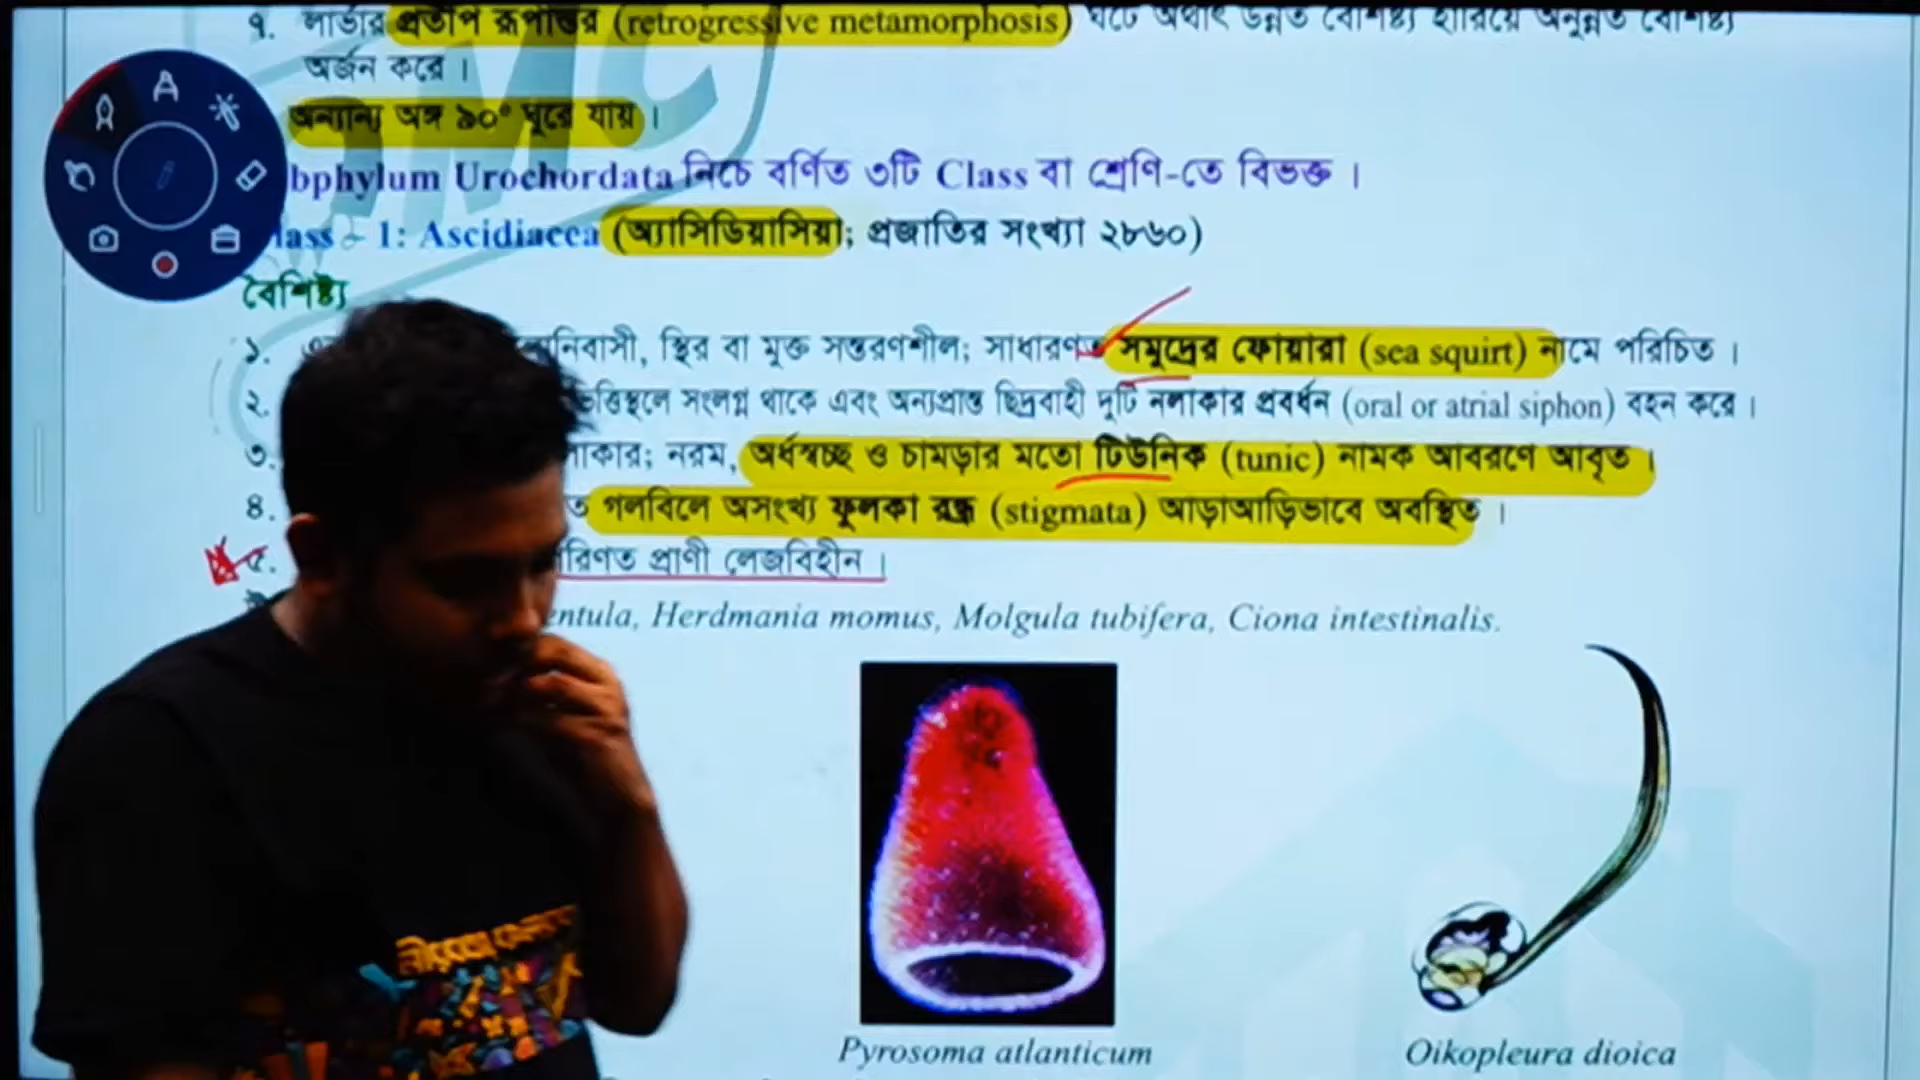 ৭. লার্ভার প্রতীপ রূপান্তর (retrogressive metamorphosis) ঘটে অর্থাৎ উন্নত বৈশিষ্ট্য হারিয়ে অনুন্নত বৈশিষ্ট্য
অর্জন করে ।
অন্যান্য অঙ্গ ৯০° ঘুরে যায় ।
bphylum Urochordata নিচে বর্ণিত ৩টি Class বা শ্রেণি-তে বিভক্ত ।
lass – 1: Ascidiacea (অ্যাসিডিয়াসিয়া; প্রজাতির সংখ্যা ২৮৬০)
বৈশিষ্ট্য
১. নিবাসী, স্থির বা মুক্ত সন্তরণশীল; সাধারণত সমুদ্রের ফোয়ারা (sea squirt) নামে পরিচিত ।
২. ভিত্তিস্থলে সংলগ্ন থাকে এবং অন্যপ্রান্ত ছিদ্রবাহী দুটি নলাকার প্রবর্ধন (oral or atrial siphon) বহন করে ।
৩. নরম, অর্ধস্বচ্ছ ও চামড়ার মতো টিউনিক (tunic) নামক আবরণে আবৃত ।
৪. ত গলবিলে অসংখ্য ফুলকা রন্ধ্র (stigmata) আড়াআড়িভাবে অবস্থিত ।
৫. রিণত প্রাণী লেজবিহীন ।
entula, Herdmania momus, Molgula tubifera, Ciona intestinalis.
Pyrosoma atlanticum
Oikopleura dioica